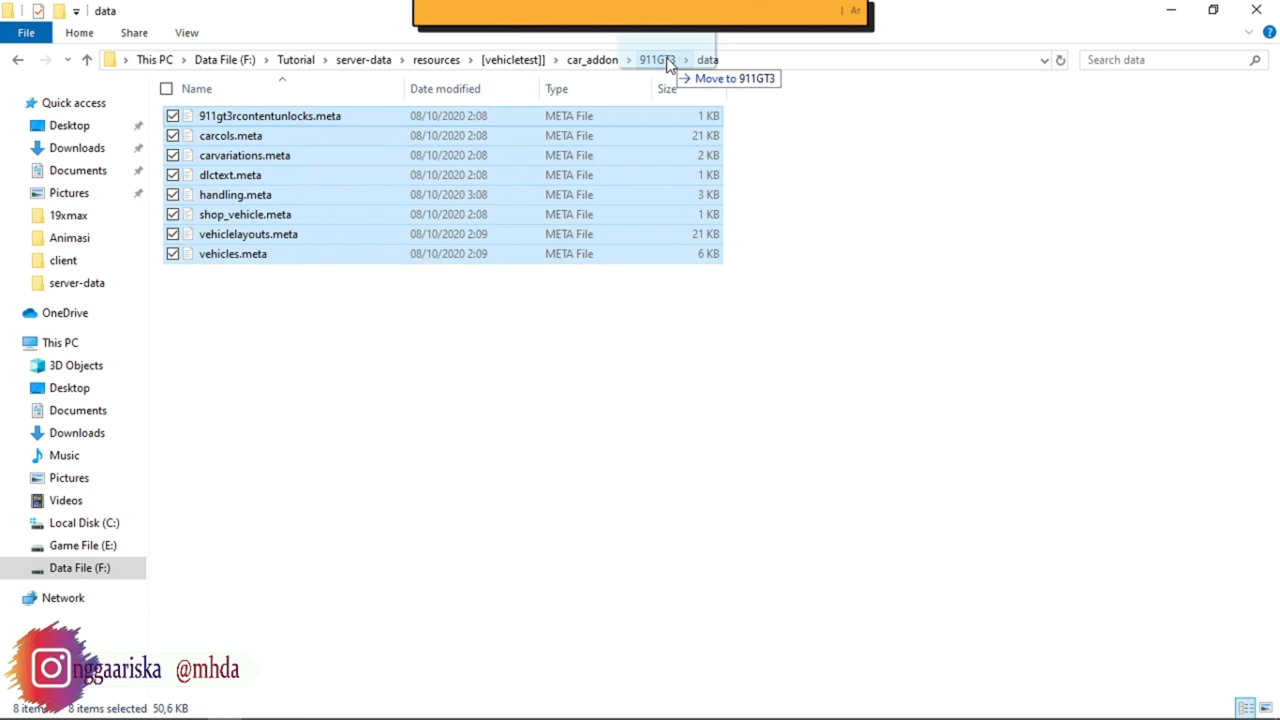 data
File Home Share View
This PC Data File (F:) Tutorial server-data resources [vehicletest]] car_addon 911GT3 data
Search data
Move to 911GT3
Name Date modified Type Size
911gt3rcontentunlocks.meta 08/10/2020 2:08 META File 1 KB
carcols.meta 08/10/2020 2:08 META File 21 KB
carvariations.meta 08/10/2020 2:08 META File 2 KB
dlctext.meta 08/10/2020 2:08 META File 1 KB
handling.meta 08/10/2020 3:08 META File 3 KB
shop_vehicle.meta 08/10/2020 2:08 META File 1 KB
vehiclelayouts.meta 08/10/2020 2:09 META File 21 KB
vehicles.meta 08/10/2020 2:09 META File 6 KB
Quick access
Desktop
Downloads
Documents
Pictures
19xmax
Animasi
client
server-data
OneDrive
This PC
3D Objects
Desktop
Documents
Downloads
Music
Pictures
Videos
Local Disk (C:)
Game File (E:)
Data File (F:)
Network
nggaariska @mhda
8 items 8 items selected 50,6 KB